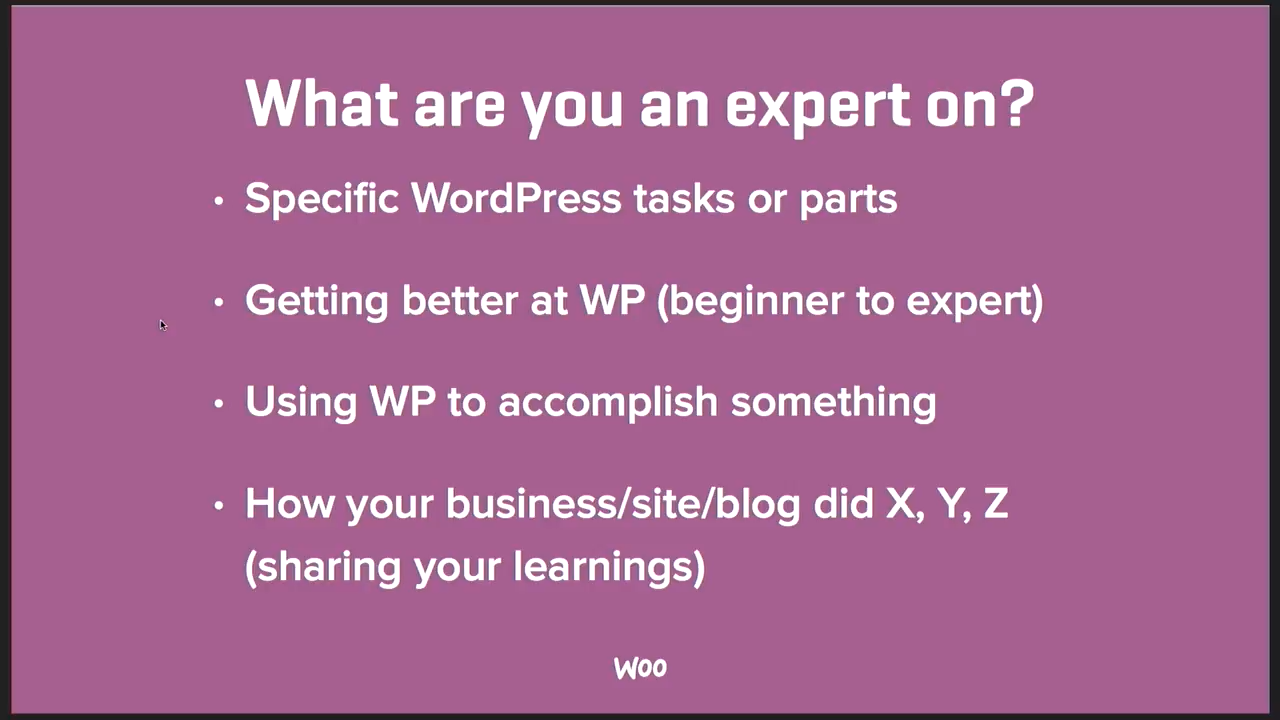 What are you an expert on?
• Specific WordPress tasks or parts
• Getting better at WP (beginner to expert)
• Using WP to accomplish something
• How your business/site/blog did X, Y, Z
(sharing your learnings)
Woo